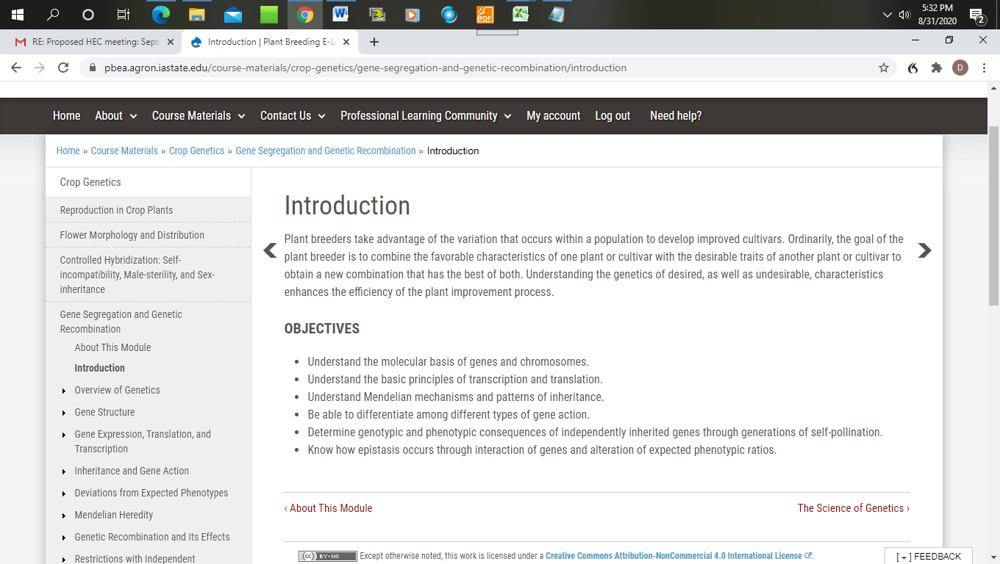 5:32 PM
8/31/2020
2
RE: Proposed HEC meeting: Sept
Introduction | Plant Breeding E-L
pbea.agron.iastate.edu/course-materials/crop-genetics/gene-segregation-and-genetic-recombination/introduction
D
Home About Course Materials Contact Us Professional Learning Community My account Log out Need help?
Home » Course Materials » Crop Genetics » Gene Segregation and Genetic Recombination » Introduction
Crop Genetics
Reproduction in Crop Plants
Flower Morphology and Distribution
Controlled Hybridization: Self-
incompatibility, Male-sterility, and Sex-
inheritance
Gene Segregation and Genetic
Recombination
About This Module
Introduction
Overview of Genetics
Gene Structure
Gene Expression, Translation, and
Transcription
Inheritance and Gene Action
Deviations from Expected Phenotypes
Mendelian Heredity
Genetic Recombination and Its Effects
Restrictions with Independent
Introduction
Plant breeders take advantage of the variation that occurs within a population to develop improved cultivars. Ordinarily, the goal of the
plant breeder is to combine the favorable characteristics of one plant or cultivar with the desirable traits of another plant or cultivar to
obtain a new combination that has the best of both. Understanding the genetics of desired, as well as undesirable, characteristics
enhances the efficiency of the plant improvement process.
OBJECTIVES
• Understand the molecular basis of genes and chromosomes.
• Understand the basic principles of transcription and translation.
• Understand Mendelian mechanisms and patterns of inheritance.
• Be able to differentiate among different types of gene action.
• Determine genotypic and phenotypic consequences of independently inherited genes through generations of self-pollination.
• Know how epistasis occurs through interaction of genes and alteration of expected phenotypic ratios.
‹ About This Module
The Science of Genetics ›
(cc) BY-NC Except otherwise noted, this work is licensed under a Creative Commons Attribution-NonCommercial 4.0 International License.
[ + ] FEEDBACK